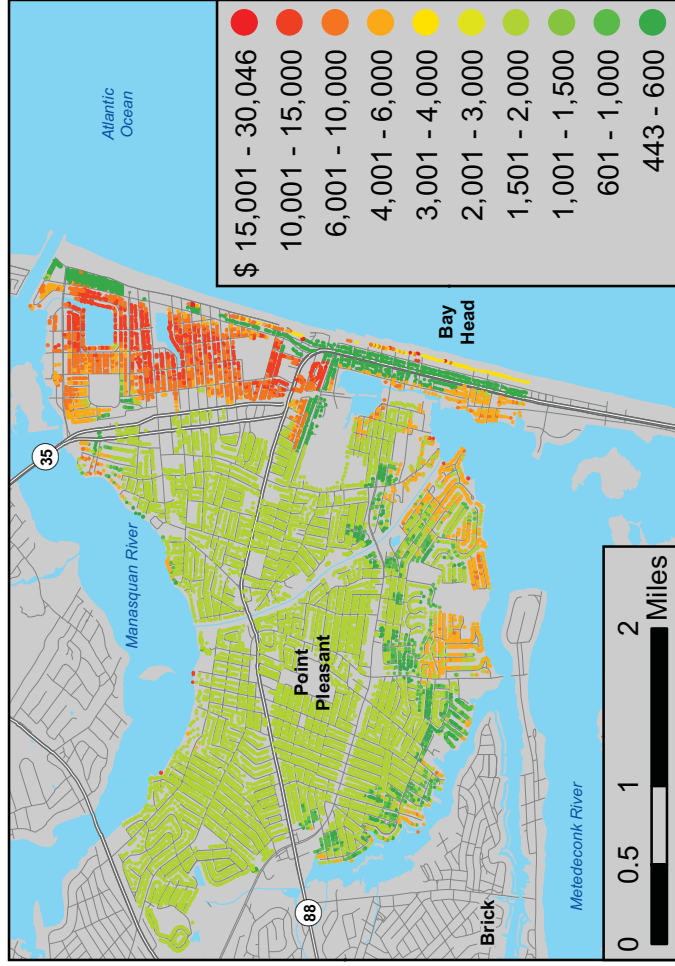 Atlantic
Ocean
35
Manasquan River
Point
Pleasant
Bay
Head
88
Brick
Metedeconk River
$ 15,001 - 30,046
10,001 - 15,000
6,001 - 10,000
4,001 - 6,000
3,001 - 4,000
2,001 - 3,000
1,501 - 2,000
1,001 - 1,500
601 - 1,000
443 - 600
0 0.5 1 2
Miles